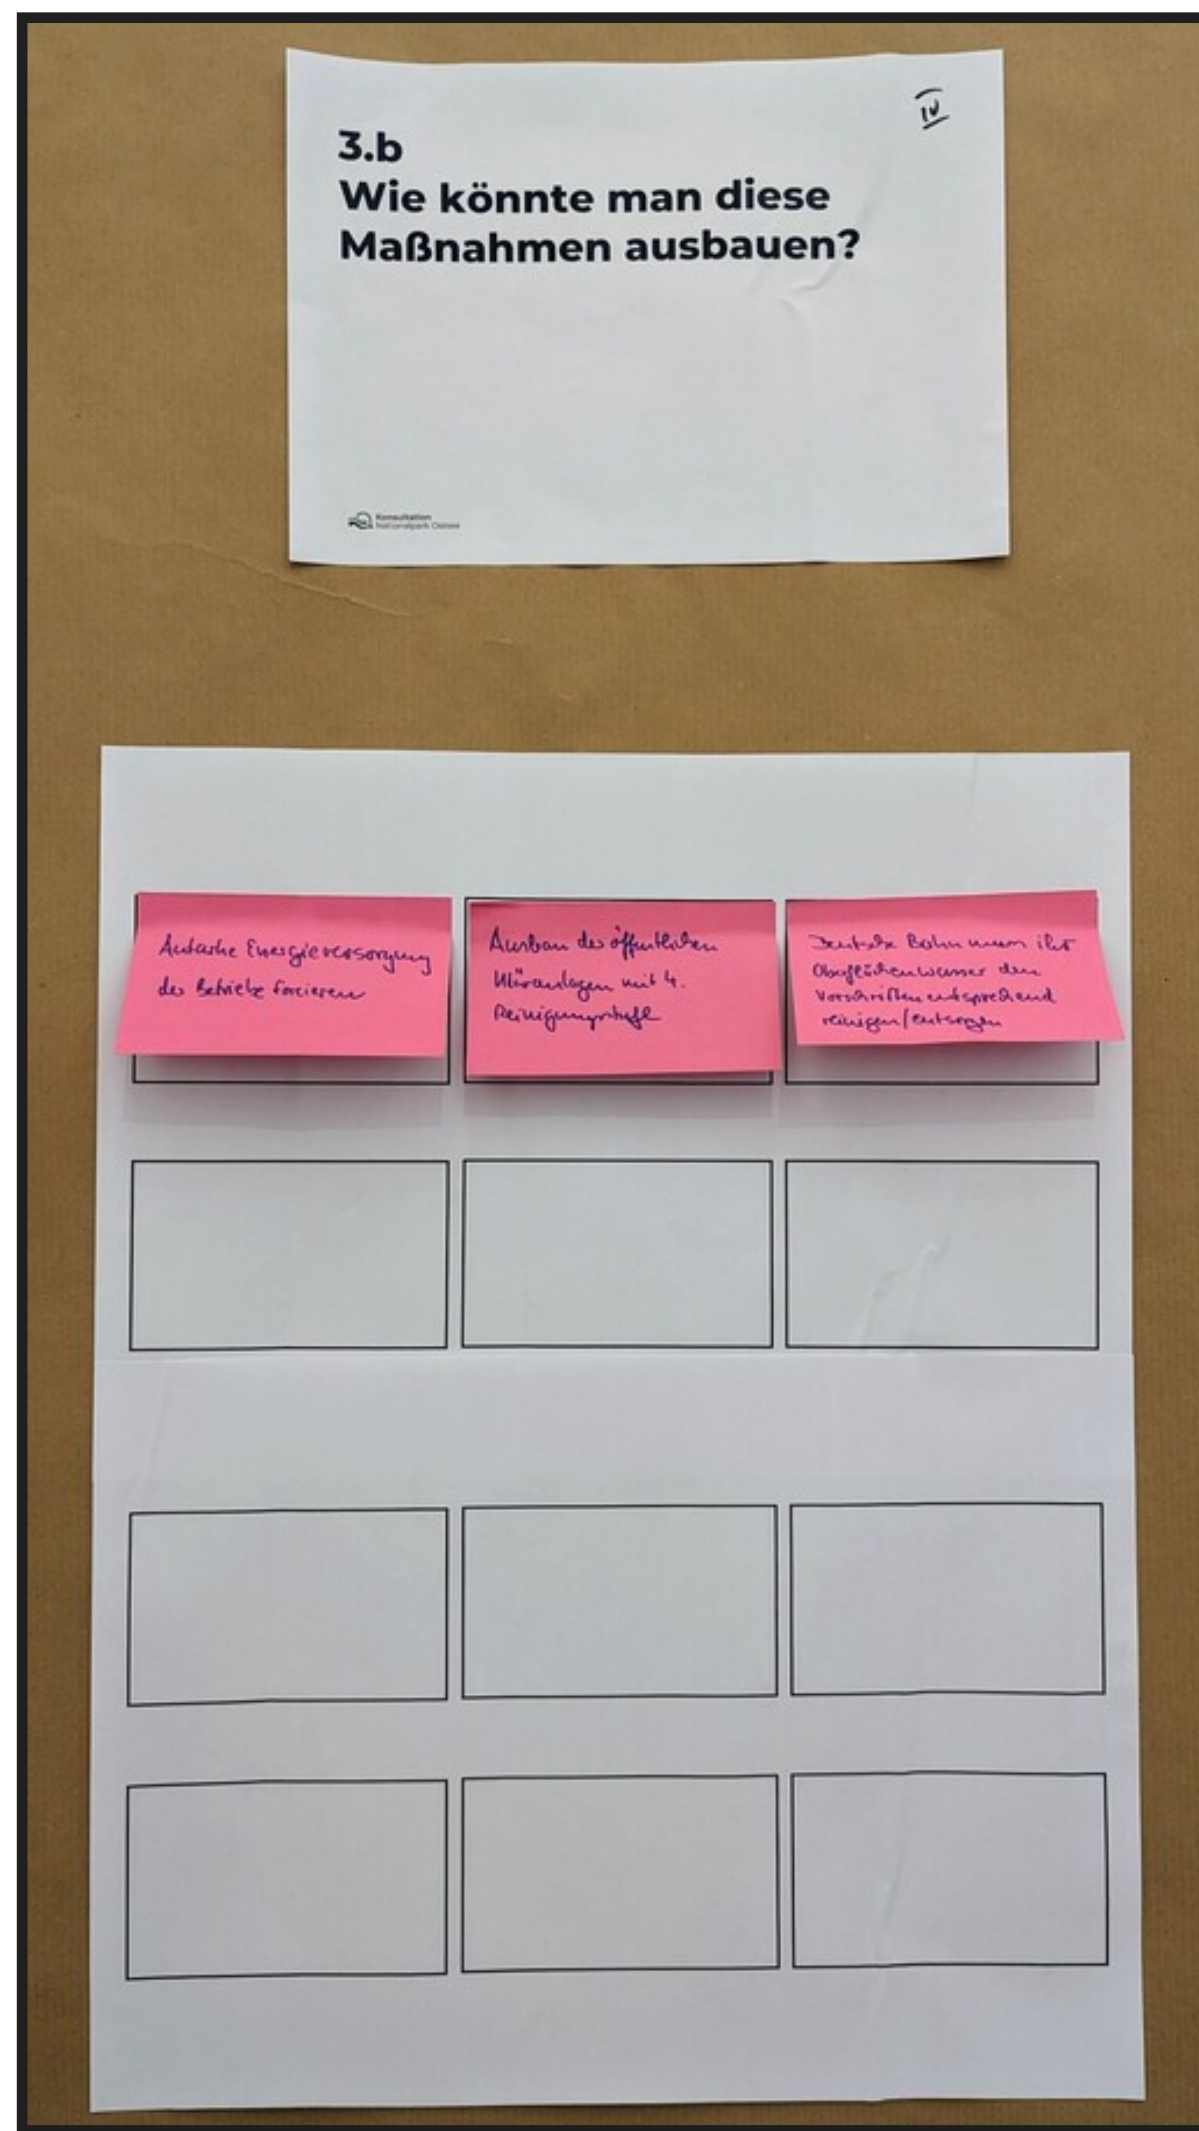 IV
3.b
Wie könnte man diese
Maßnahmen ausbauen?
Konsultation
Nationalpark Ostsee
Autarke Energieversorgung
der Betriebe forcieren
Ausbau der öffentlichen
Kläranlagen mit 4.
Reinigungsstufe
Deutsche Bahn muss ihr
Oberflächenwasser den
Vorschriften entsprechend
reinigen/entsorgen